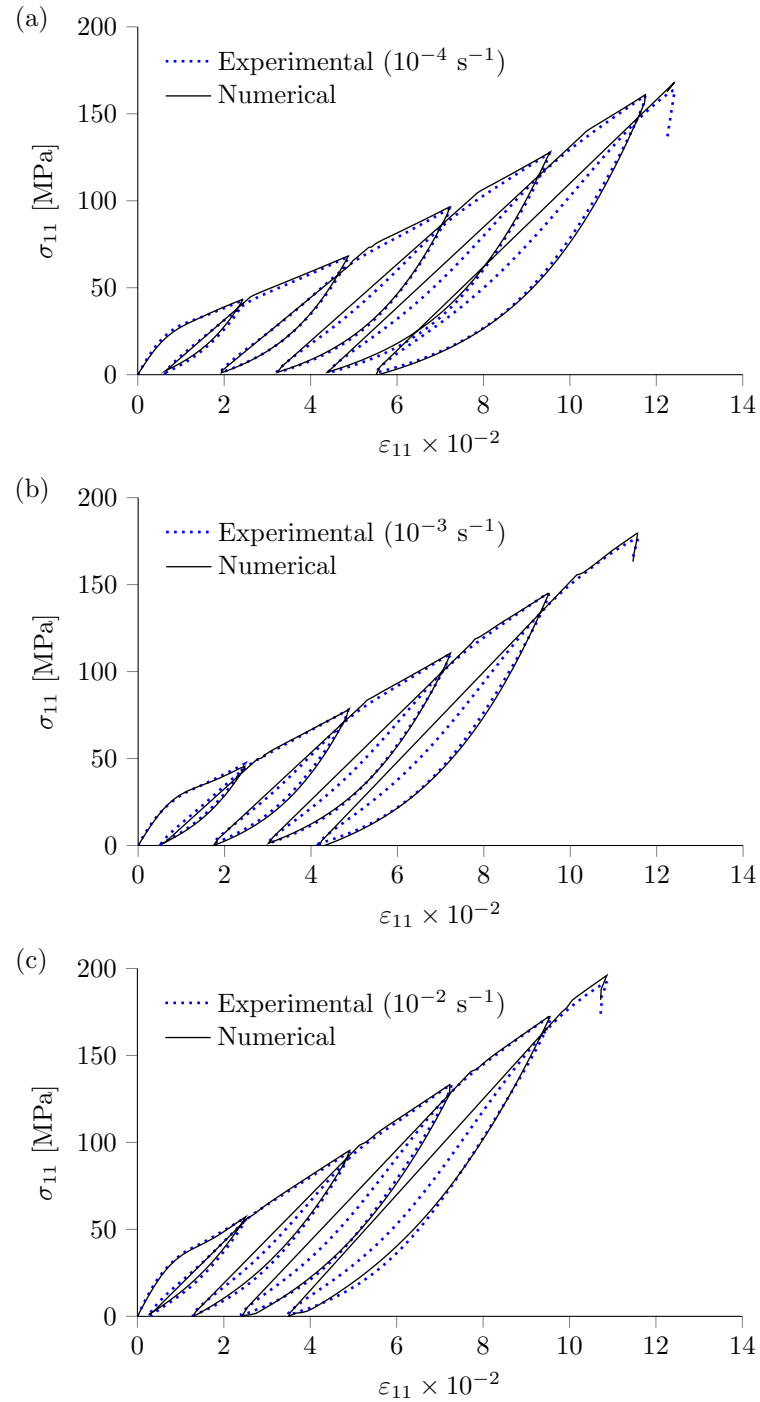 (a)
200
150
100
50
0
σ₁₁ [MPa]
Experimental (10⁻⁴ s⁻¹)
Numerical
0 2 4 6 8 10 12 14
ε₁₁ × 10⁻²
(b)
200
150
100
50
0
σ₁₁ [MPa]
Experimental (10⁻³ s⁻¹)
Numerical
0 2 4 6 8 10 12 14
ε₁₁ × 10⁻²
(c)
200
150
100
50
0
σ₁₁ [MPa]
Experimental (10⁻² s⁻¹)
Numerical
0 2 4 6 8 10 12 14
ε₁₁ × 10⁻²